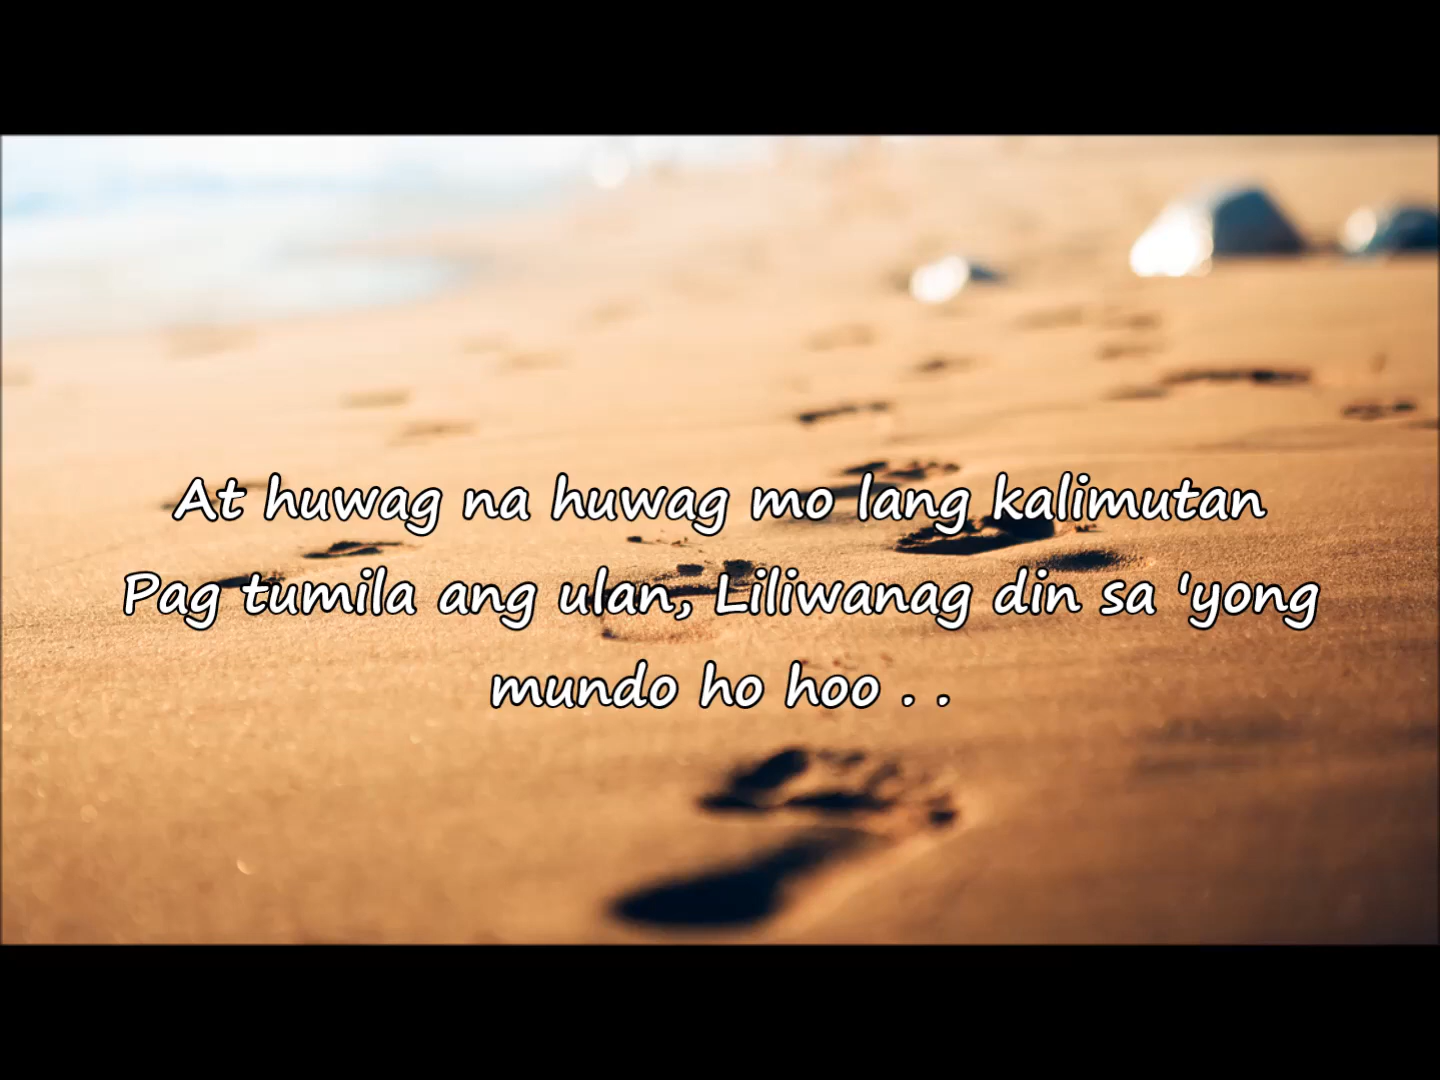 At huwag na huwag mo lang kalimutan
Pag tumila ang ulan, Liliwanag din sa 'yong
mundo ho hoo . .